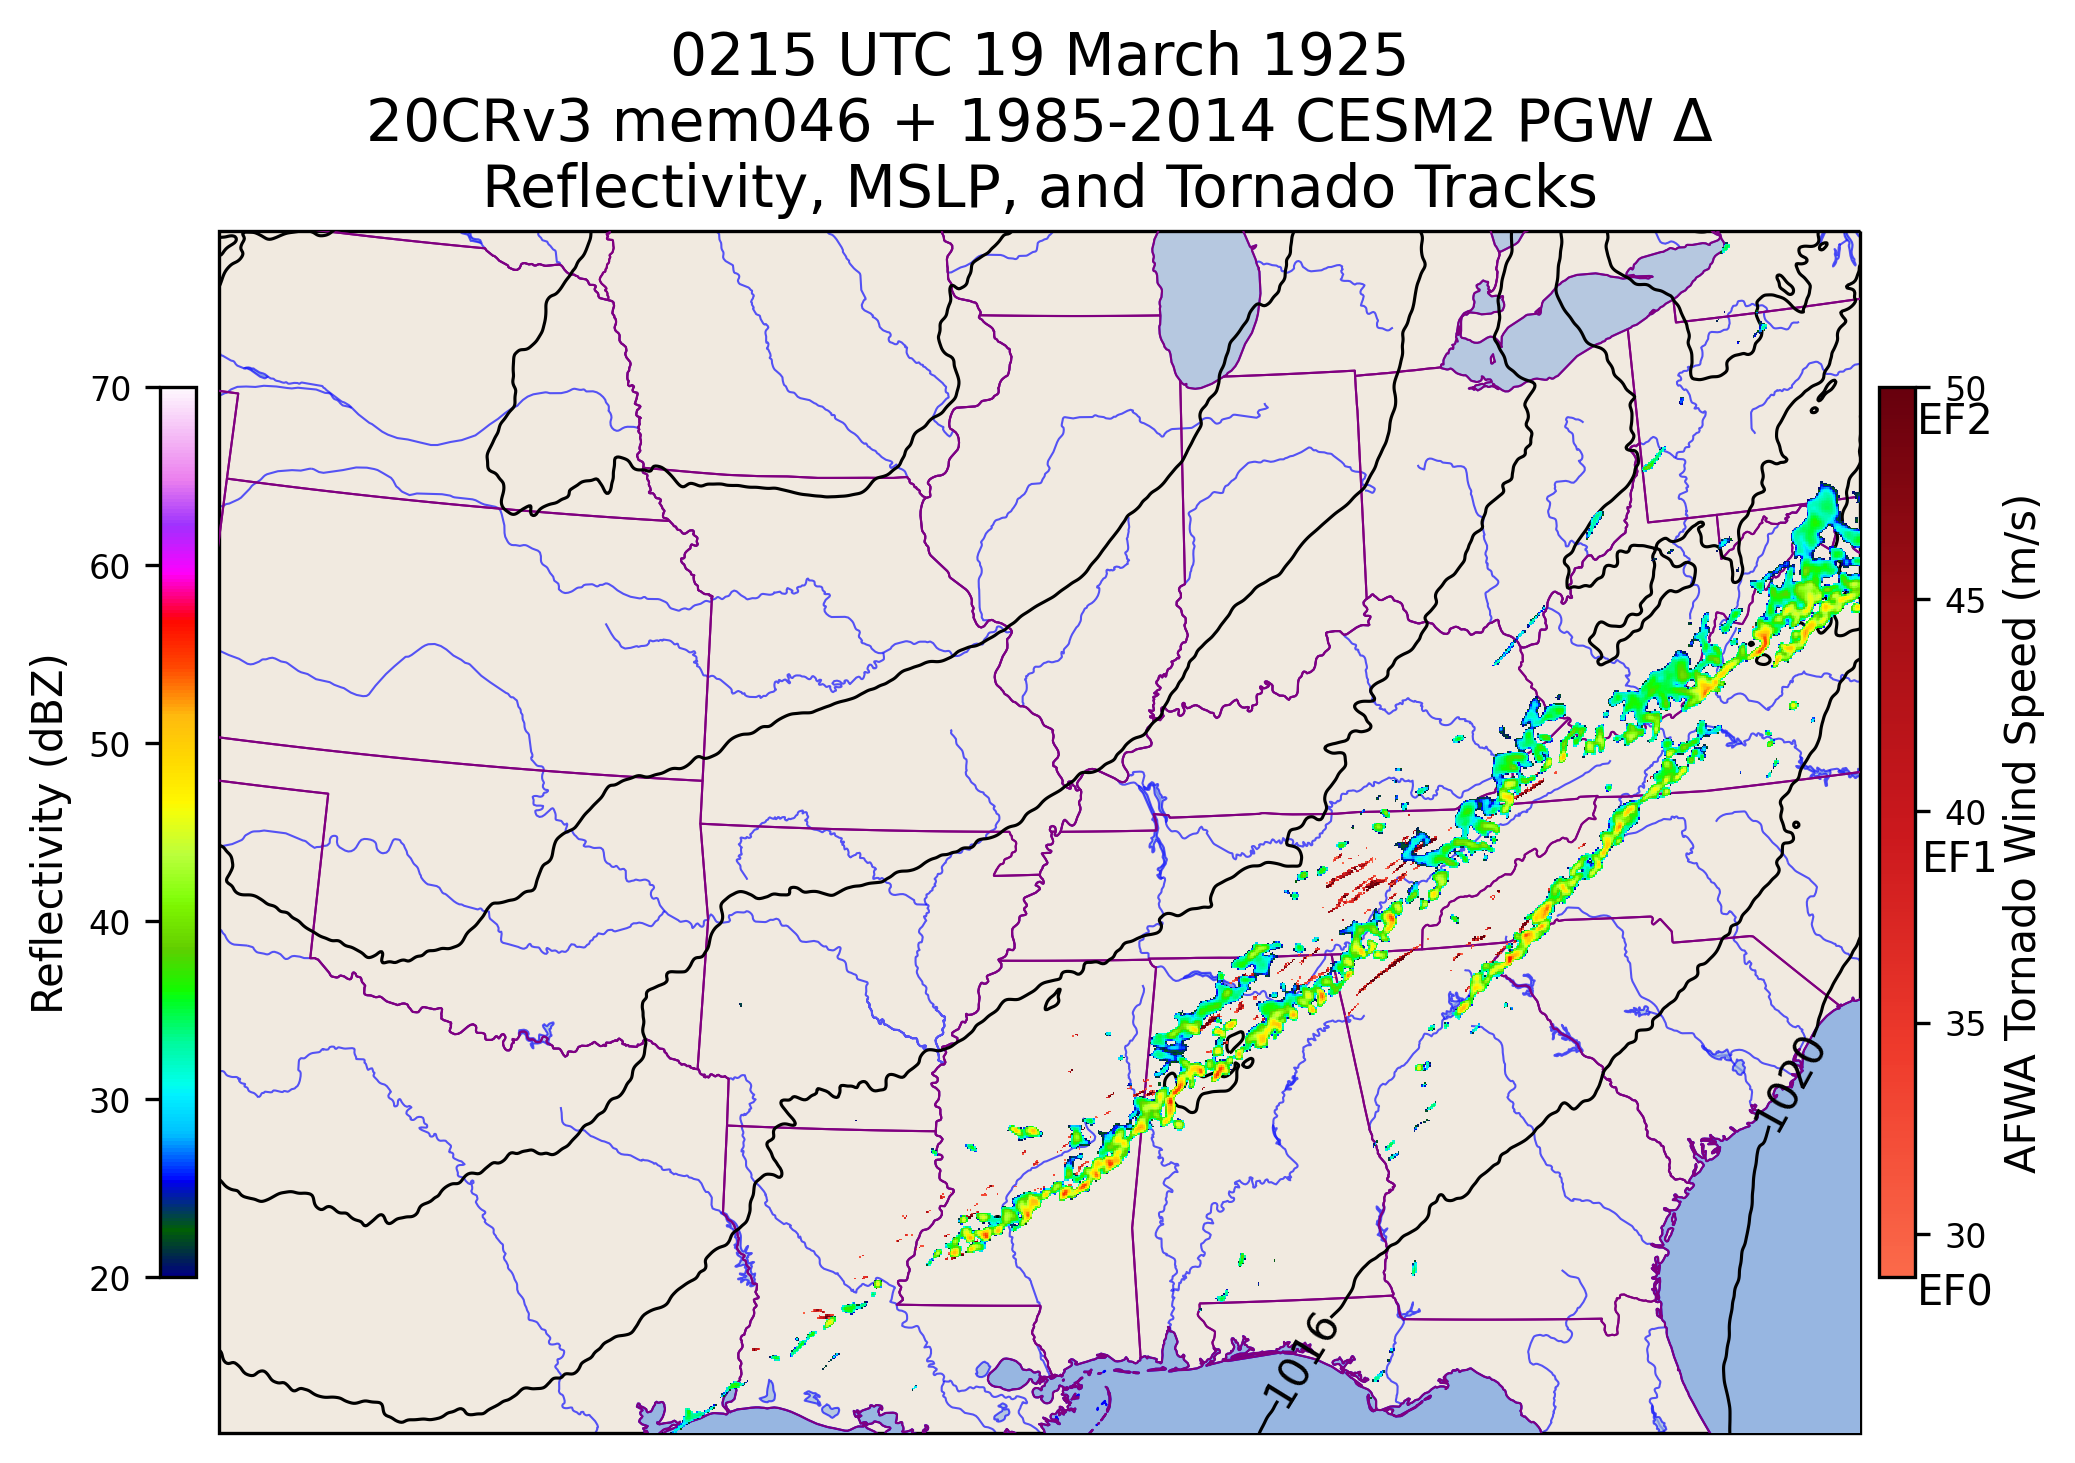 0215 UTC 19 March 1925
20CRv3 mem046 + 1985-2014 CESM2 PGW Δ
Reflectivity, MSLP, and Tornado Tracks
70
60
50
40
30
20
Reflectivity (dBZ)
1020
1016
50
EF2
45
40
EF1
35
30
EF0
AFWA Tornado Wind Speed (m/s)